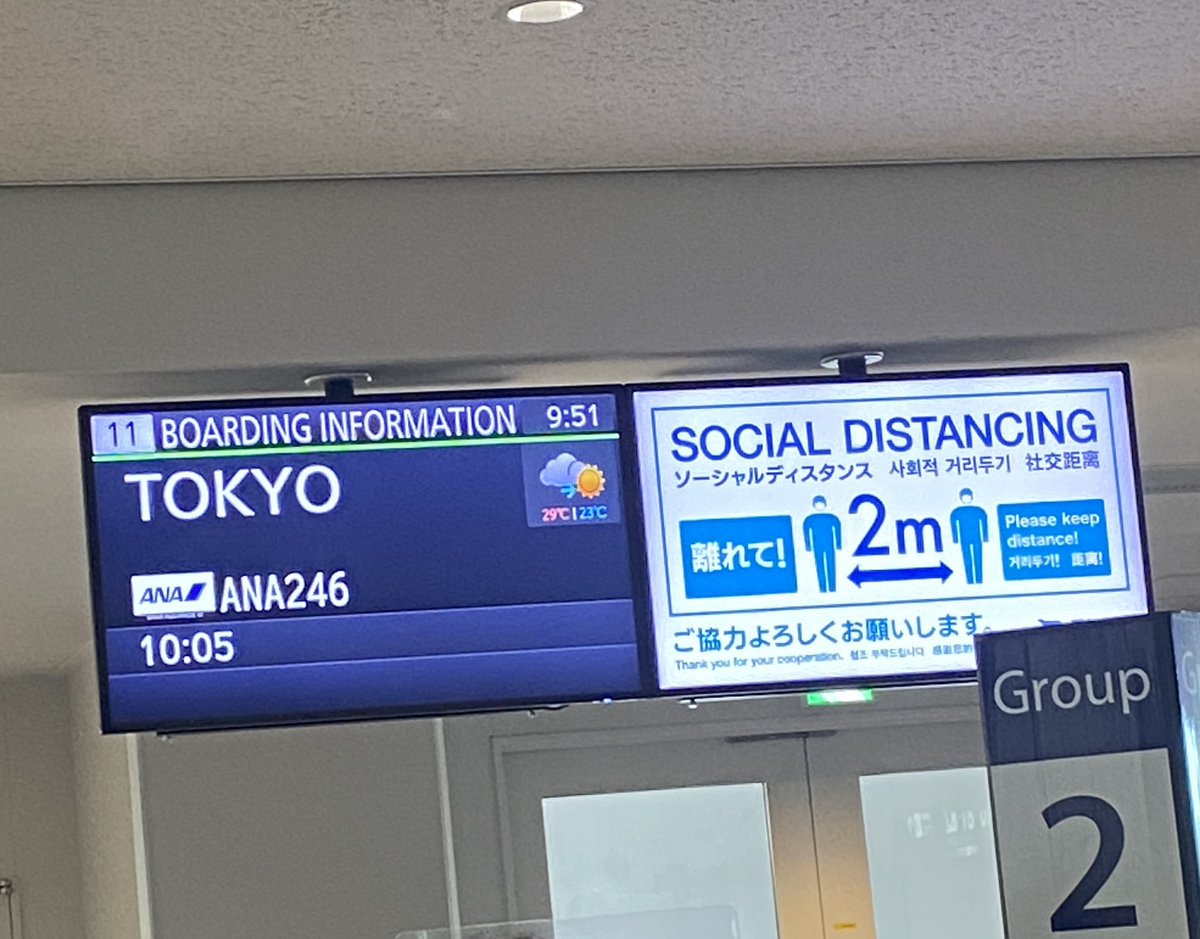 11 BOARDING INFORMATION 9:51
TOKYO
29℃ | 23℃
ANA ANA246
10:05
SOCIAL DISTANCING
ソーシャルディスタンス 사회적 거리두기 社交距离
離れて!
2m
Please keep
distance!
거리두기! 距离!
ご協力よろしくお願いします。
Thank you for your cooperation.
Group
2